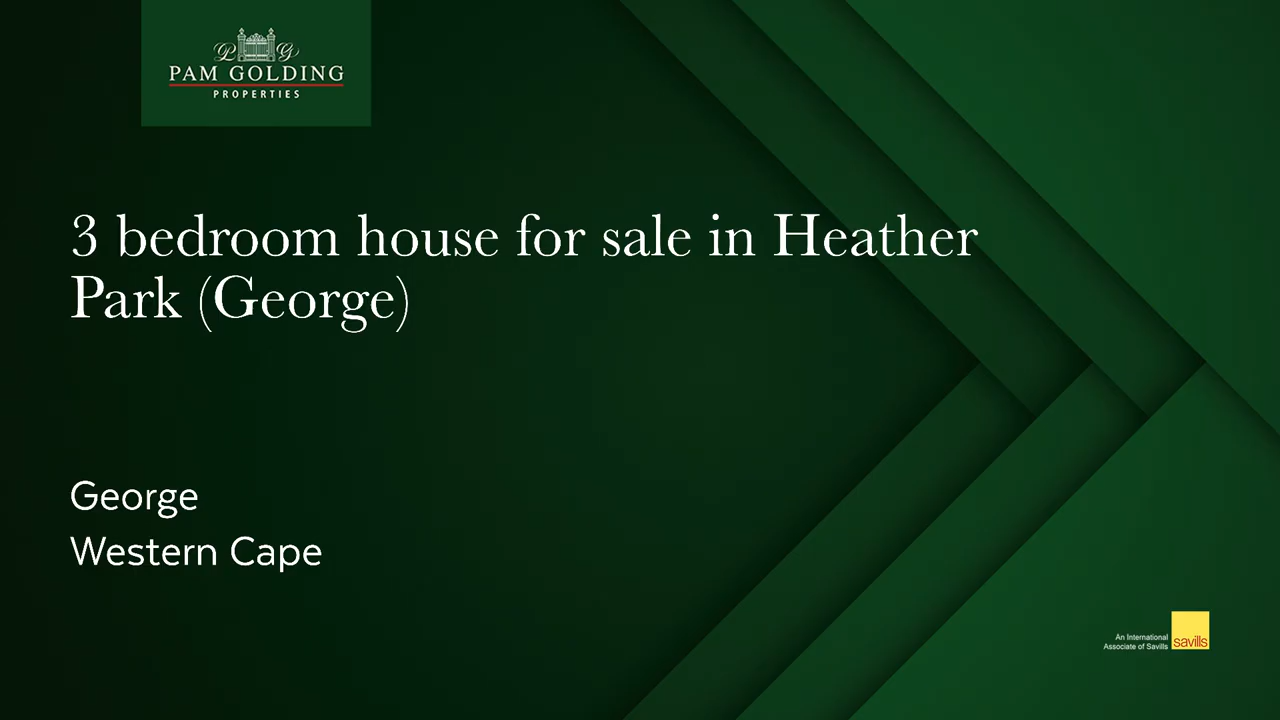 P G
PAM GOLDING
PROPERTIES
3 bedroom house for sale in Heather
Park (George)
George
Western Cape
An International
Associate of Savills
savills